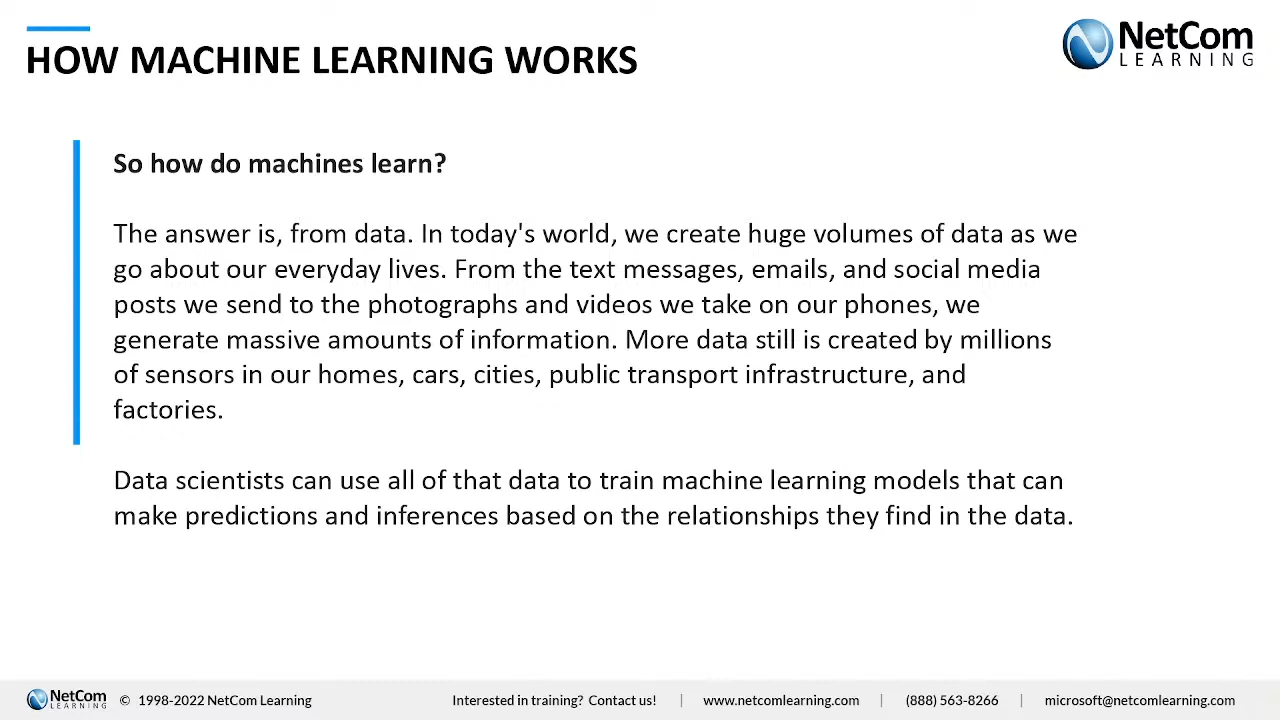 HOW MACHINE LEARNING WORKS
NetCom
LEARNING
So how do machines learn?
The answer is, from data. In today's world, we create huge volumes of data as we
go about our everyday lives. From the text messages, emails, and social media
posts we send to the photographs and videos we take on our phones, we
generate massive amounts of information. More data still is created by millions
of sensors in our homes, cars, cities, public transport infrastructure, and
factories.
Data scientists can use all of that data to train machine learning models that can
make predictions and inferences based on the relationships they find in the data.
NetCom
LEARNING
© 1998-2022 NetCom Learning
Interested in training? Contact us! | www.netcomlearning.com | (888) 563-8266 | microsoft@netcomlearning.com